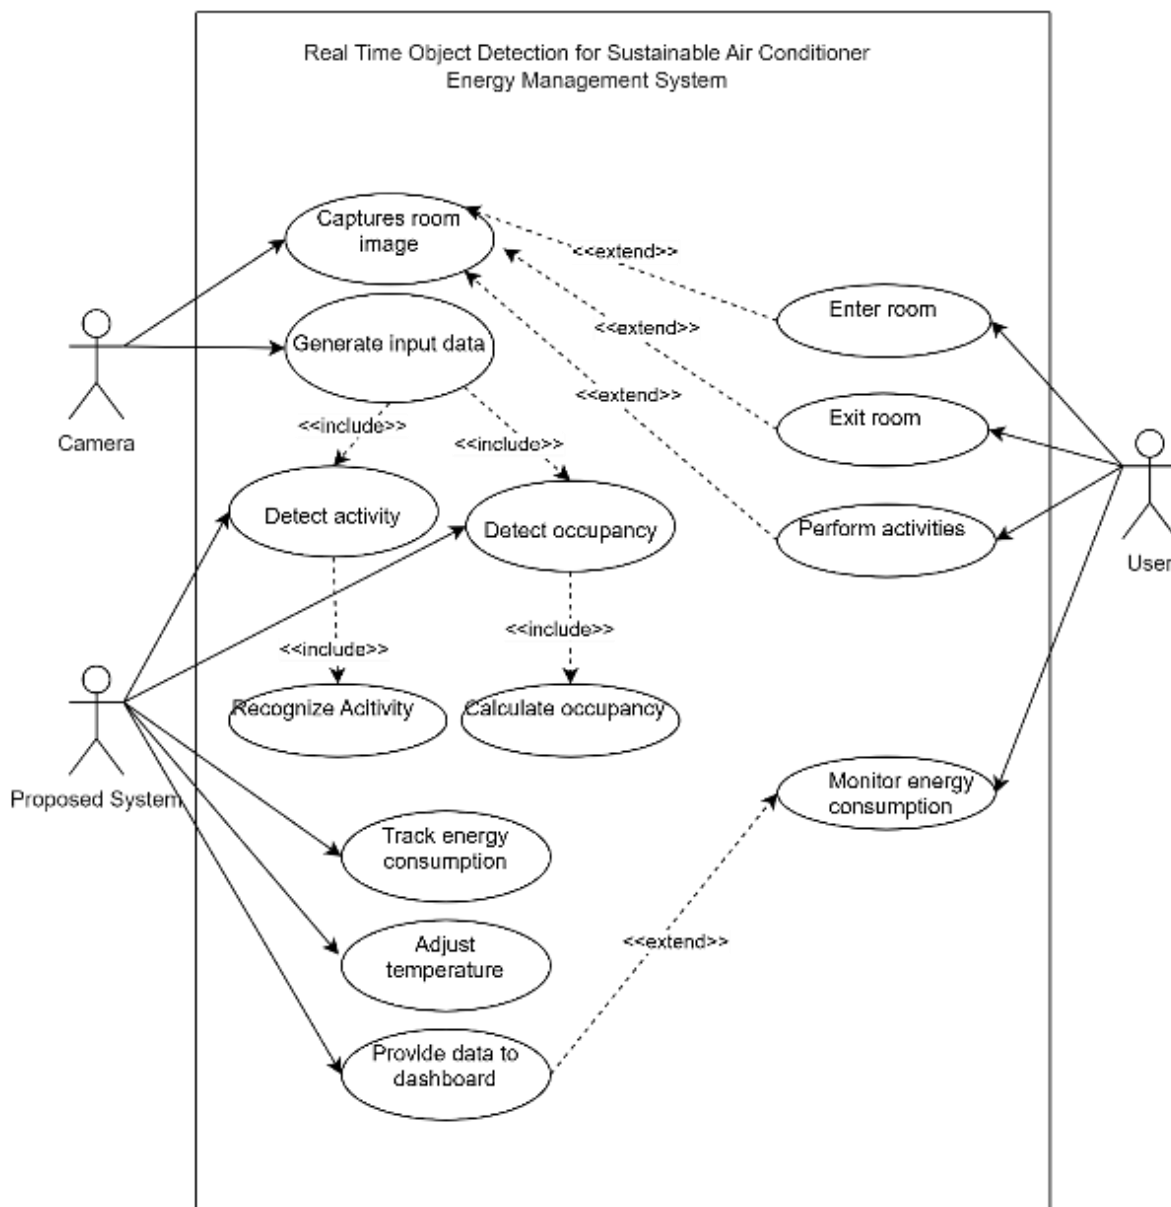 Real Time Object Detection for Sustainable Air Conditioner
Energy Management System
Captures room
image
<<extend>>
Enter room
<<extend>>
Generate input data
<<extend>>
Exit room
Camera
<<include>>
<<include>>
Detect activity
Detect occupancy
Perform activities
User
<<include>>
<<include>>
Recognize Acltivity
Calculate occupancy
Proposed System
Monitor energy
consumption
Track energy
consumption
<<extend>>
Adjust
temperature
Provide data to
dashboard